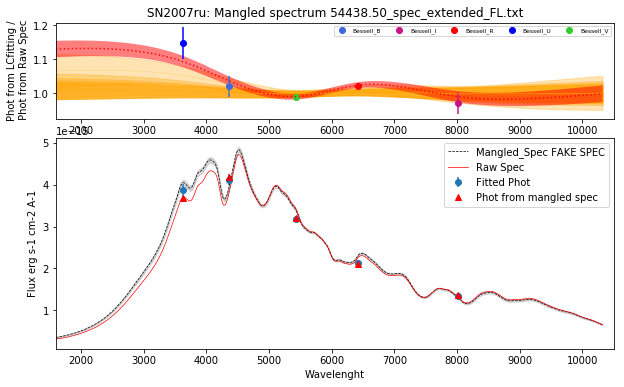 SN2007ru: Mangled spectrum 54438.50_spec_extended_FL.txt
Phot from LCfitting /
Phot from Raw Spec
1.2
1.1
1.0
Bessell_B
Bessell_I
Bessell_R
Bessell_U
Bessell_V
2000 3000 4000 5000 6000 7000 8000 9000 10000
Flux erg s-1 cm-2 A-1
5
4
3
2
1
Mangled_Spec FAKE SPEC
Raw Spec
Fitted Phot
Phot from mangled spec
2000 3000 4000 5000 6000 7000 8000 9000 10000
Wavelenght